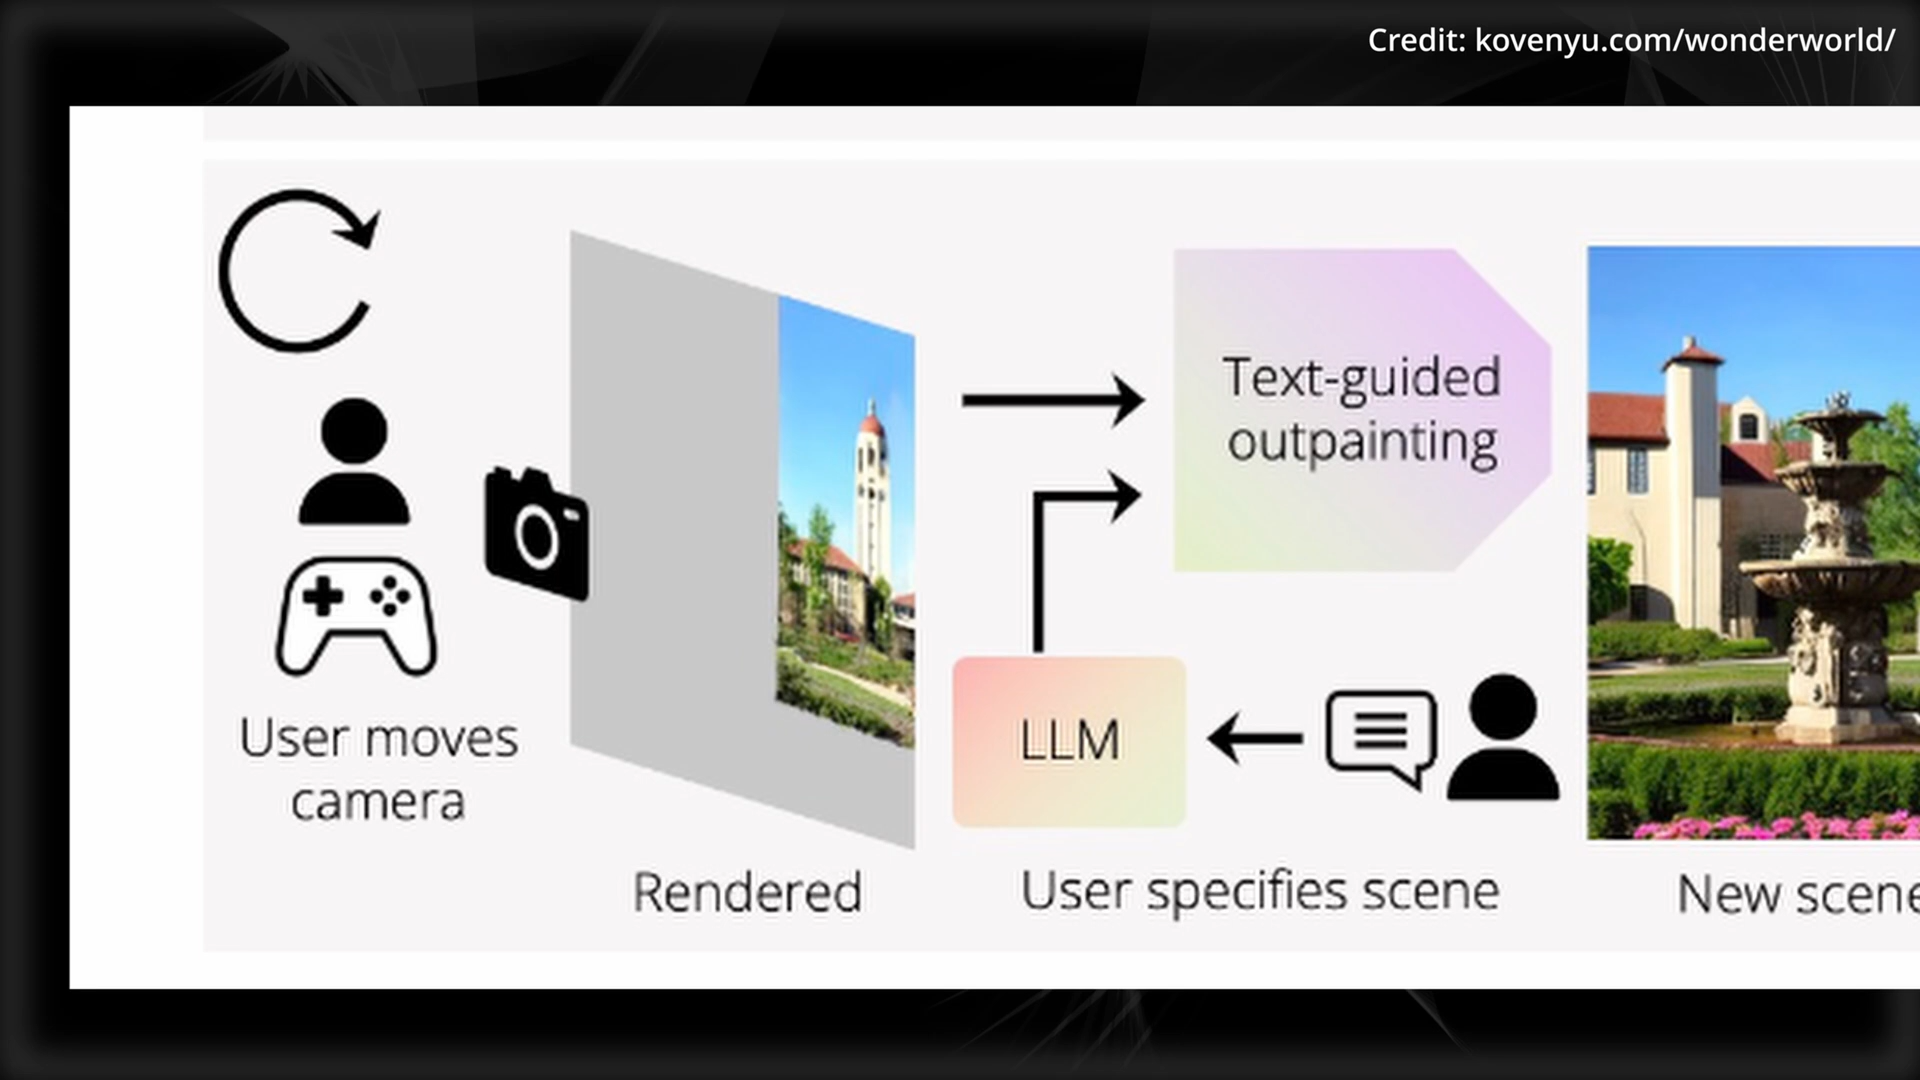 Credit: kovenyu.com/wonderworld/
Text-guided
outpainting
LLM
User moves
camera
Rendered
User specifies scene
New scene